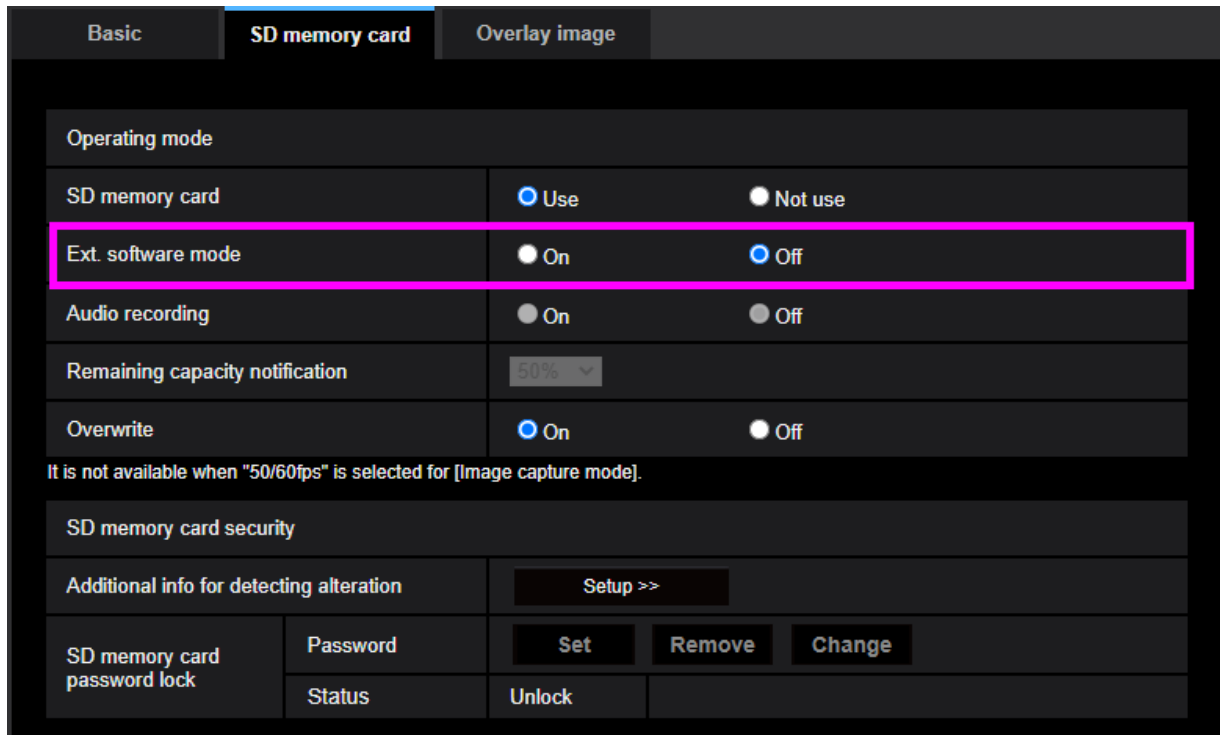 Basic SD memory card Overlay image
Operating mode
SD memory card Use Not use
Ext. software mode On Off
Audio recording On Off
Remaining capacity notification 50%
Overwrite On Off
It is not available when "50/60fps" is selected for [Image capture mode].
SD memory card security
Additional info for detecting alteration Setup >>
SD memory card
password lock
Password Set Remove Change
Status Unlock